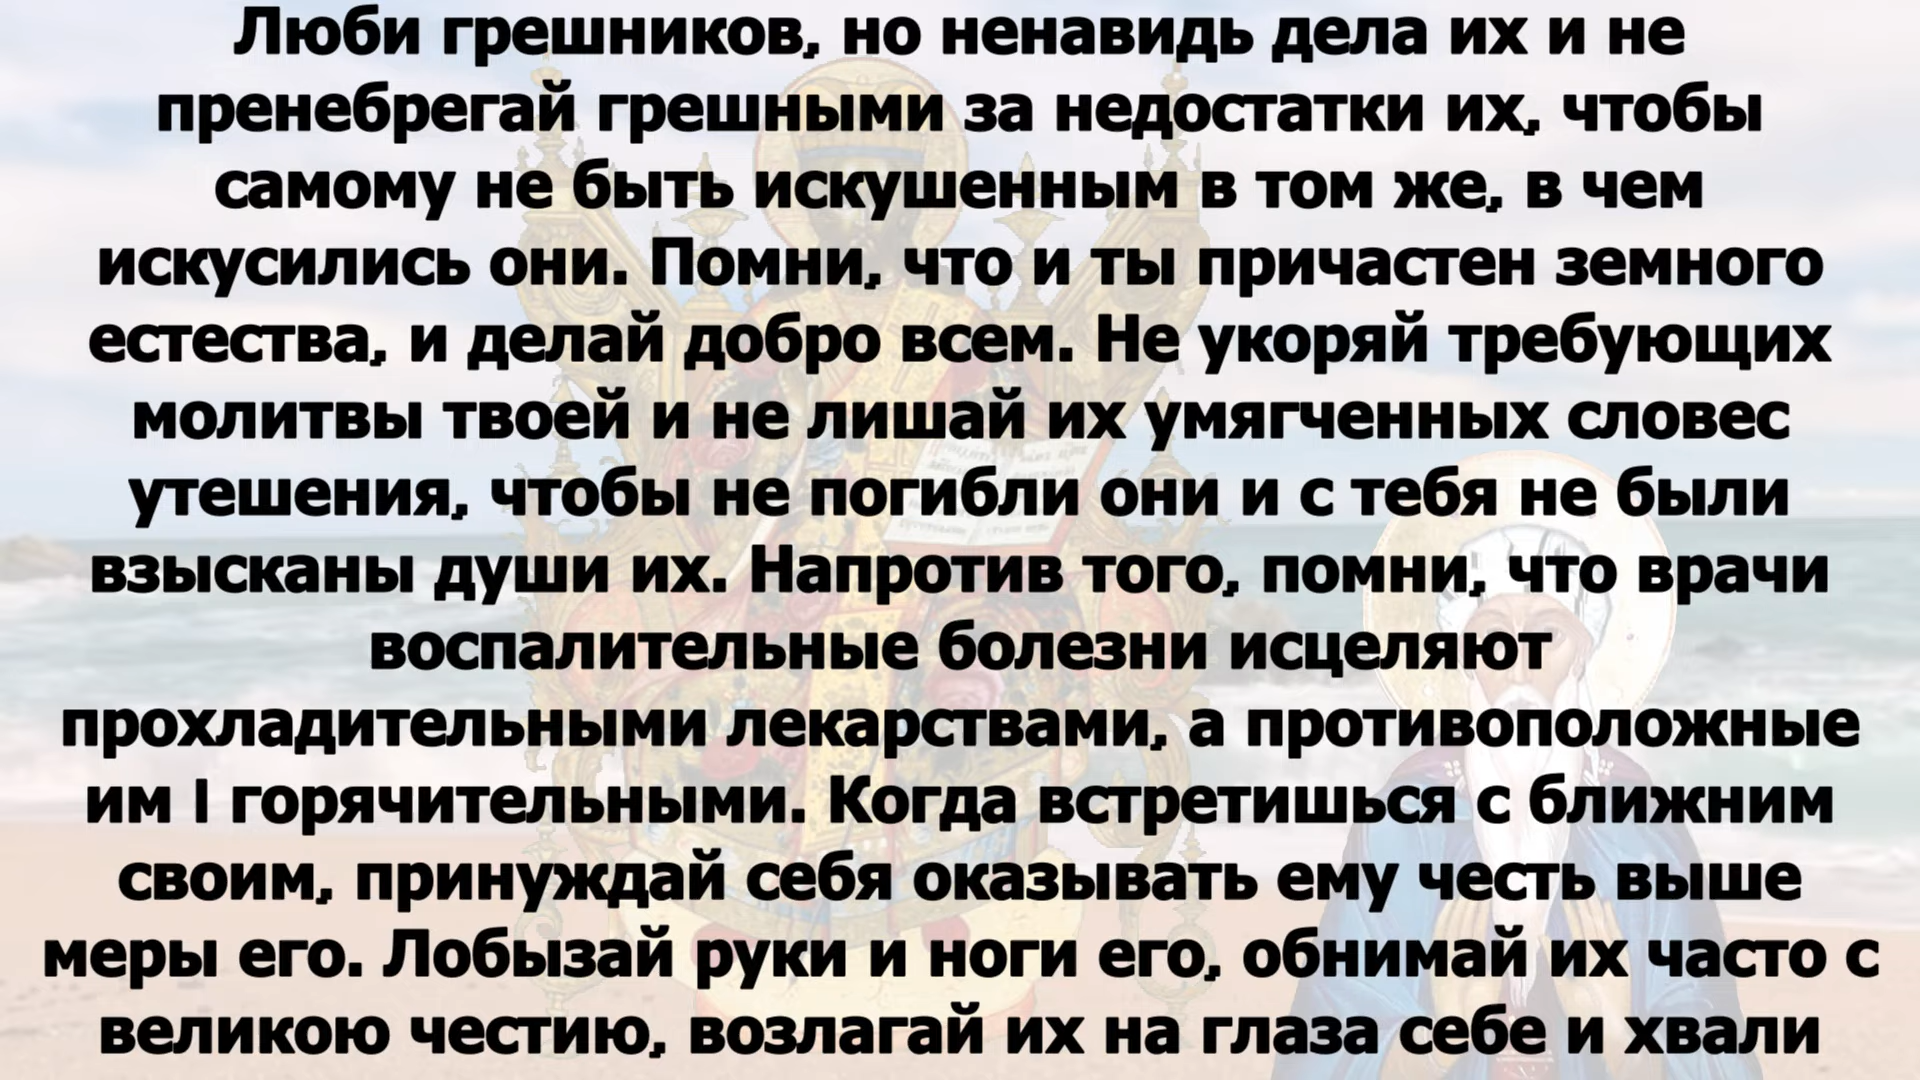 Люби грешников, но ненавидь дела их и не
пренебрегай грешными за недостатки их, чтобы
самому не быть искушенным в том же, в чем
искусились они. Помни, что и ты причастен земного
естества, и делай добро всем. Не укоряй требующих
молитвы твоей и не лишай их умягченных словес
утешения, чтобы не погибли они и с тебя не были
взысканы души их. Напротив того, помни, что врачи
воспалительные болезни исцеляют
прохладительными лекарствами, а противоположные
им | горячительными. Когда встретишься с ближним
своим, принуждай себя оказывать ему честь выше
меры его. Лобызай руки и ноги его, обнимай их часто с
великою честию, возлагай их на глаза себе и хвали